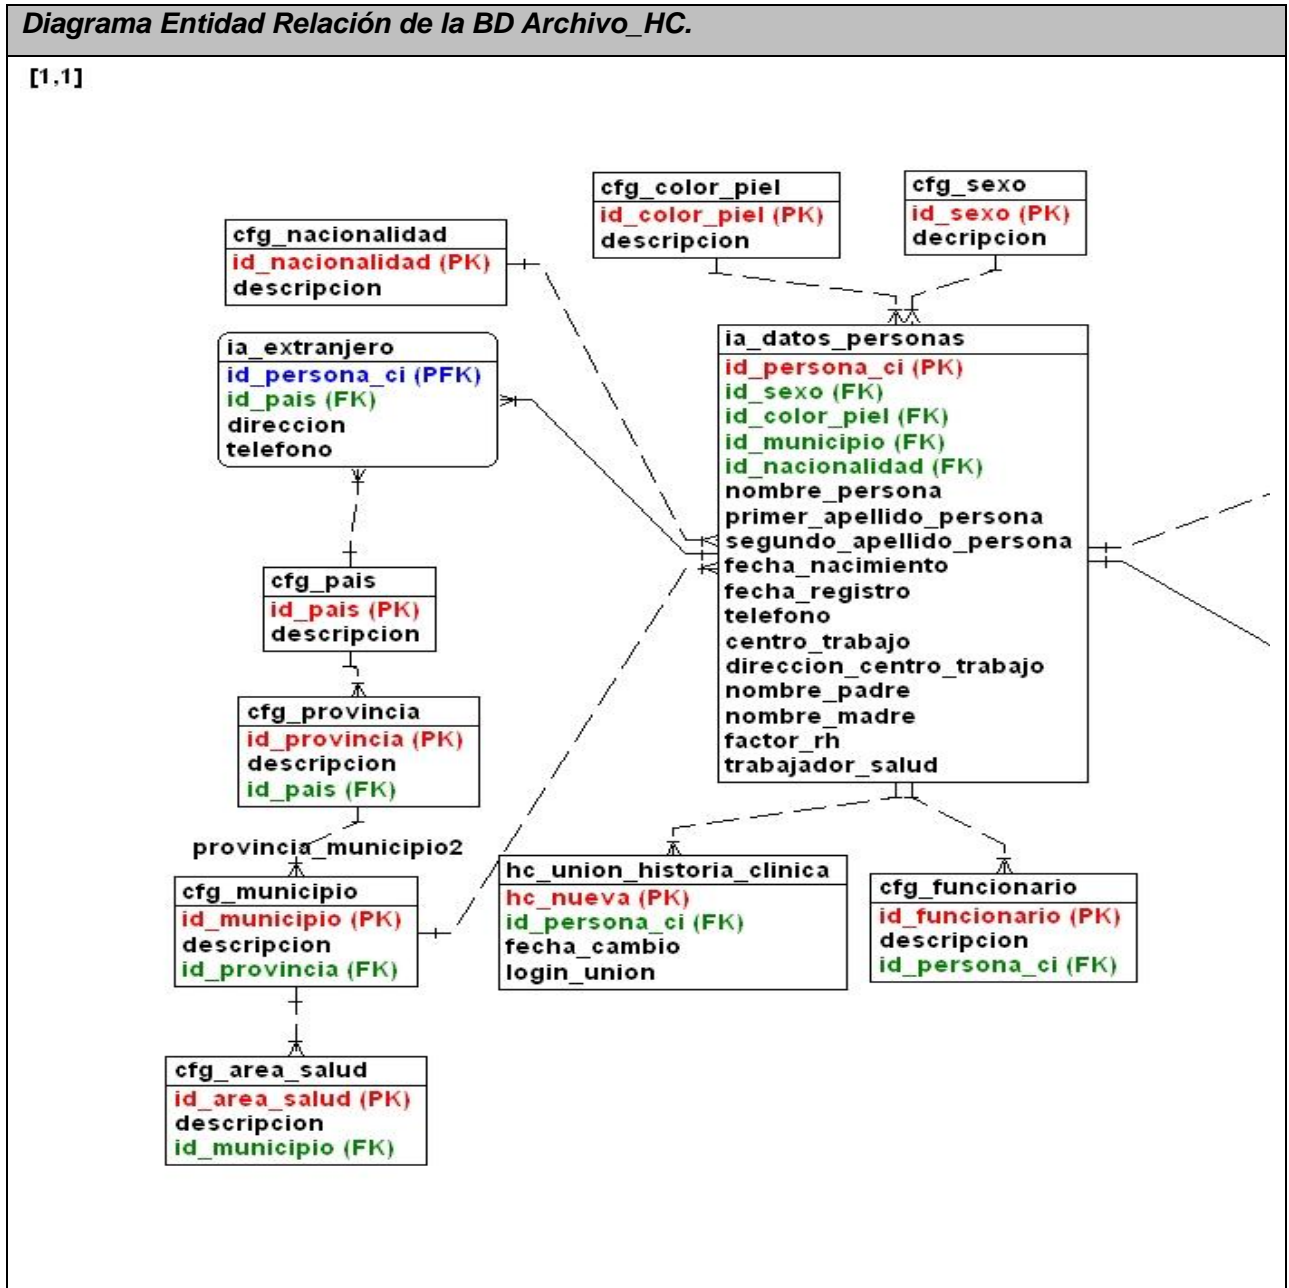 Diagrama Entidad Relación de la BD Archivo_HC.
[1,1]
cfg_color_piel
id_color_piel (PK)
descripcion
cfg_sexo
id_sexo (PK)
decripcion
cfg_nacionalidad
id_nacionalidad (PK)
descripcion
ia_extranjero
id_persona_ci (PFK)
id_pais (FK)
direccion
telefono
ia_datos_personas
id_persona_ci (PK)
id_sexo (FK)
id_color_piel (FK)
id_municipio (FK)
id_nacionalidad (FK)
nombre_persona
primer_apellido_persona
segundo_apellido_persona
fecha_nacimiento
fecha_registro
telefono
centro_trabajo
direccion_centro_trabajo
nombre_padre
nombre_madre
factor_rh
trabajador_salud
cfg_pais
id_pais (PK)
descripcion
cfg_provincia
id_provincia (PK)
descripcion
id_pais (FK)
provincia_municipio2
cfg_municipio
id_municipio (PK)
descripcion
id_provincia (FK)
hc_union_historia_clinica
hc_nueva (PK)
id_persona_ci (FK)
fecha_cambio
login_union
cfg_funcionario
id_funcionario (PK)
descripcion
id_persona_ci (FK)
cfg_area_salud
id_area_salud (PK)
descripcion
id_municipio (FK)